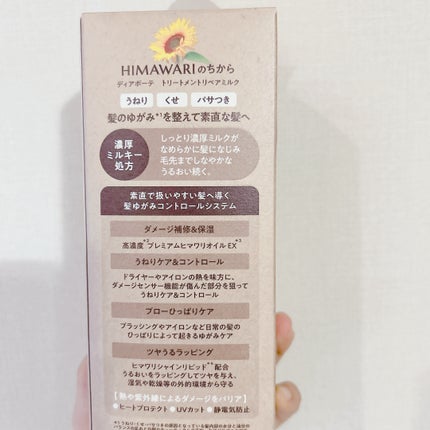 HIMAWARIのちから
ディアボーテ トリートメントリペアミルク
うねり くせ パサつき
髪のゆがみ*¹を整えて素直な髪へ
濃厚
ミルキー
処方
しっとり濃厚ミルクが
なめらかに髪になじみ
毛先までしなやかな
うるおい続く。
素直で扱いやすい髪へ導く
髪ゆがみコントロールシステム
ダメージ補修&保湿
高濃度*²プレミアムヒマワリオイルEX*³
うねりケア&コントロール
ドライヤーやアイロンの熱を味方に、
ダメージセンサー機能が傷んだ部分を狙って
うねりケア&コントロール
ブローひっぱりケア
ブラッシングやアイロンなど日常の髪の
ひっぱりによって起きるゆがみケア
ツヤうるラッピング
ヒマワリシャインリピッド*⁴配合
うるおいをラッピングしてツヤを与え、
湿気や乾燥等の外的環境から守る
【熱や紫外線によるダメージをバリア】
●ヒートプロテクト ●UVカット ●静電気防止